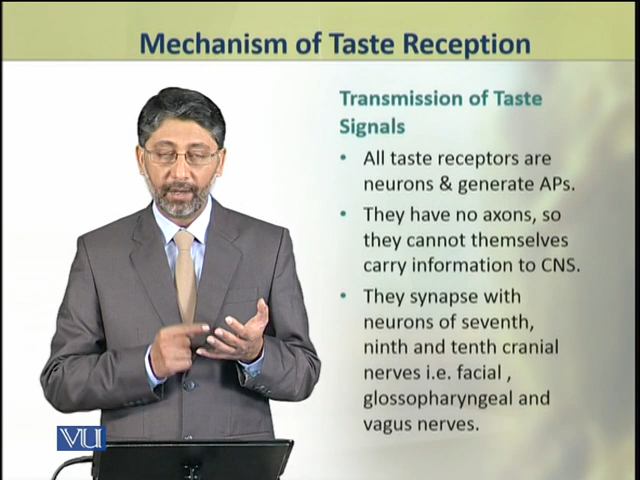 Mechanism of Taste Reception
Transmission of Taste
Signals
• All taste receptors are
neurons & generate APs.
• They have no axons, so
they cannot themselves
carry information to CNS.
• They synapse with
neurons of seventh,
ninth and tenth cranial
nerves i.e. facial ,
glossopharyngeal and
vagus nerves.
VU